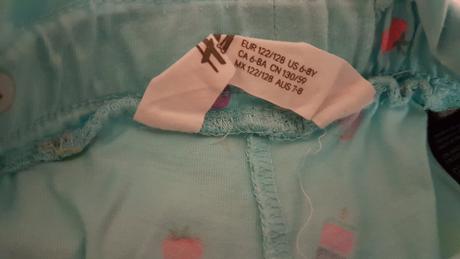 H&M
EUR 122/128 US 6-8Y
CA 6-8A CN 130/59
MX 122/128 AUS 7-8